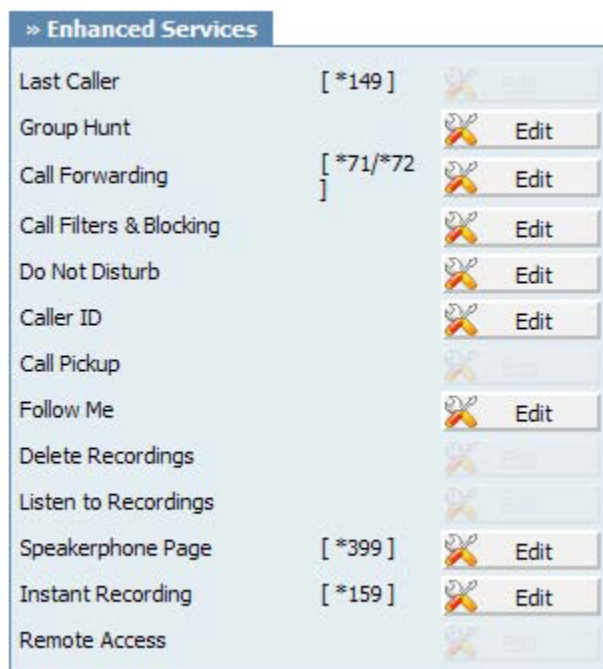 » Enhanced Services
Last Caller [ *149 ] Edit
Group Hunt Edit
Call Forwarding [ *71/*72 ] Edit
Call Filters & Blocking Edit
Do Not Disturb Edit
Caller ID Edit
Call Pickup Edit
Follow Me Edit
Delete Recordings Edit
Listen to Recordings Edit
Speakerphone Page [ *399 ] Edit
Instant Recording [ *159 ] Edit
Remote Access Edit